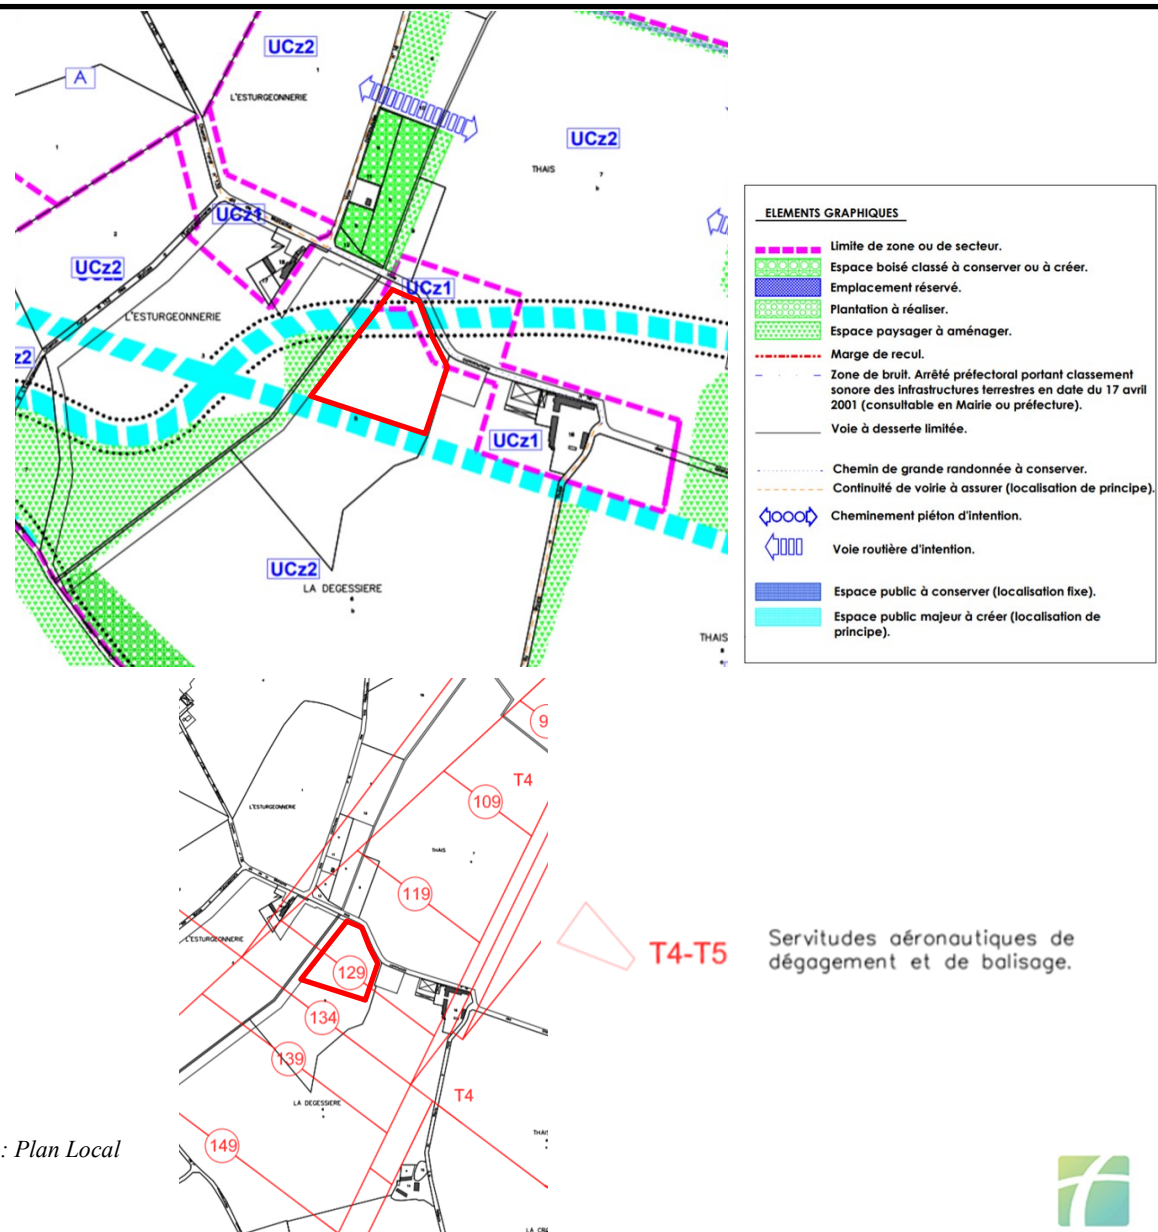 UCz2
A
L'ESTURGEONNERIE
UCz2
THAIS
7
UCz1
UCz2
UCz1
L'ESTURGEONNERIE
z2
UCz1
UCz2
LA DEGESSIERE
THAIS
ELEMENTS GRAPHIQUES
Limite de zone ou de secteur.
Espace boisé classé à conserver ou à créer.
Emplacement réservé.
Plantation à réaliser.
Espace paysager à aménager.
Marge de recul.
Zone de bruit. Arrêté préfectoral portant classement
sonore des infrastructures terrestres en date du 17 avril
2001 (consultable en Mairie ou préfecture).
Voie à desserte limitée.
Chemin de grande randonnée à conserver.
Continuité de voirie à assurer (localisation de principe).
Cheminement piéton d'intention.
Voie routière d'intention.
Espace public à conserver (localisation fixe).
Espace public majeur à créer (localisation de
principe).
9
T4
109
L'ESTURGEONNERIE
THAIS
119
L'ESTURGEONNERIE
129
134
139
T4
LA DEGESSIERE
149
THAI
LA CRA
T4-T5
Servitudes aéronautiques de
dégagement et de balisage.
: Plan Local